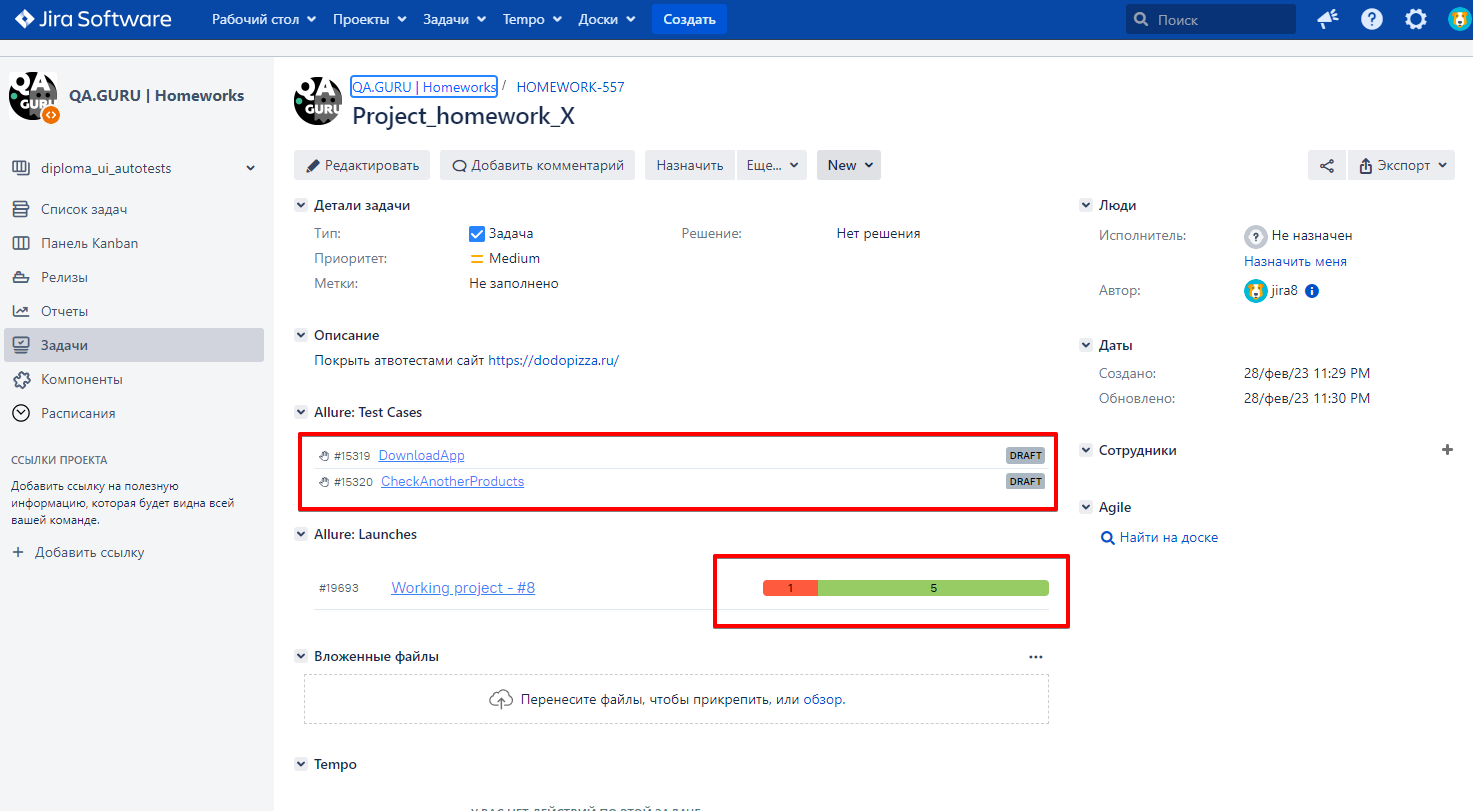 Jira Software Рабочий стол Проекты Задачи Tempo Доски Создать Поиск
QA GURU
QA.GURU | Homeworks
diploma_ui_autotests
Список задач
Панель Kanban
Релизы
Отчеты
Задачи
Компоненты
Расписания
ССЫЛКИ ПРОЕКТА
Добавить ссылку на полезную
информацию, которая будет видна всей
вашей команде.
+ Добавить ссылку
QA GURU
QA.GURU | Homeworks / HOMEWORK-557
Project_homework_X
Редактировать Добавить комментарий Назначить Еще... New Экспорт
Детали задачи
Тип: Задача Решение: Нет решения
Приоритет: Medium
Метки: Не заполнено
Описание
Покрыть атвотестами сайт https://dodopizza.ru/
Allure: Test Cases
#15319 DownloadApp DRAFT
#15320 CheckAnotherProducts DRAFT
Allure: Launches
#19693 Working project - #8 1 5
Вложенные файлы ...
Перенесите файлы, чтобы прикрепить, или обзор.
Tempo
Люди
Исполнитель: Не назначен
Назначить меня
Автор: jira8
Даты
Создано: 28/фев/23 11:29 PM
Обновлено: 28/фев/23 11:30 PM
Сотрудники +
Agile
Найти на доске